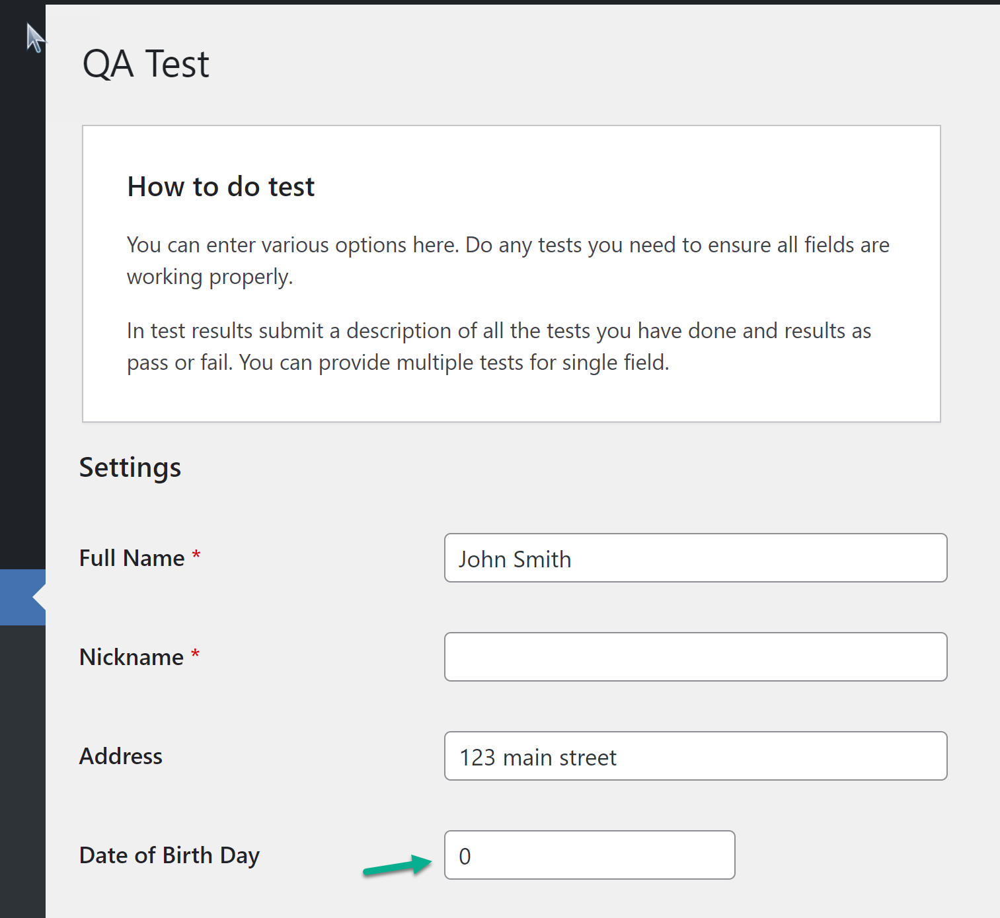 QA Test
How to do test
You can enter various options here. Do any tests you need to ensure all fields are
working properly.
In test results submit a description of all the tests you have done and results as
pass or fail. You can provide multiple tests for single field.
Settings
Full Name *
John Smith
Nickname *
Address
123 main street
Date of Birth Day
0